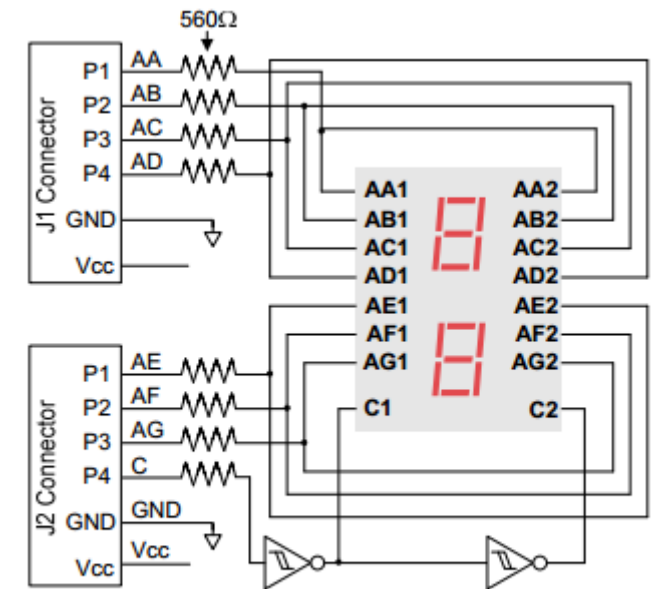 560Ω
J1 Connector
P1 AA
P2 AB
P3 AC
P4 AD
GND
Vcc
AA1 AA2
AB1 AB2
AC1 AC2
AD1 AD2
AE1 AE2
AF1 AF2
AG1 AG2
C1 C2
J2 Connector
P1 AE
P2 AF
P3 AG
P4 C
GND GND
Vcc Vcc